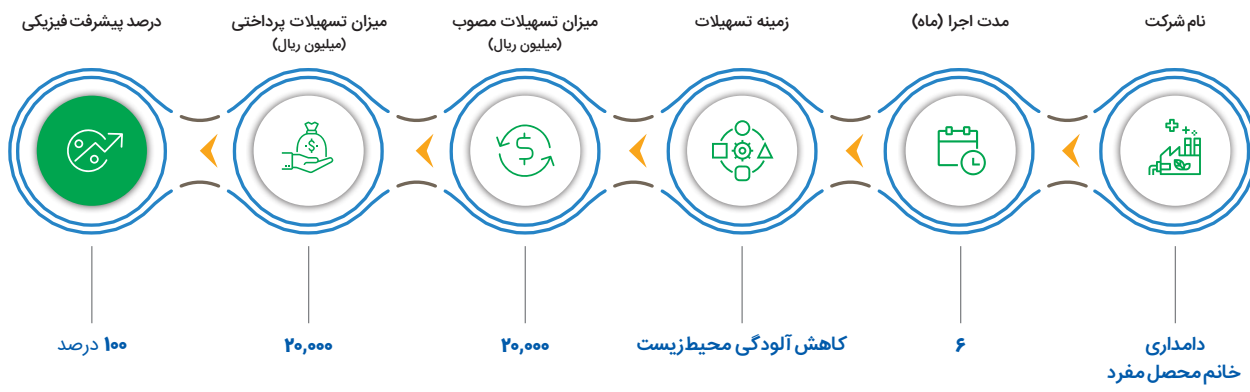 نام شرکت
مدت اجرا (ماه)
زمینه تسهیلات
میزان تسهیلات مصوب
(میلیون ریال)
میزان تسهیلات پرداختی
(میلیون ریال)
درصد پیشرفت فیزیکی
دامداری
خانم محصل مفرد
۶
کاهش آلودگی محیط‌زیست
۲۰,۰۰۰
۲۰,۰۰۰
۱۰۰ درصد